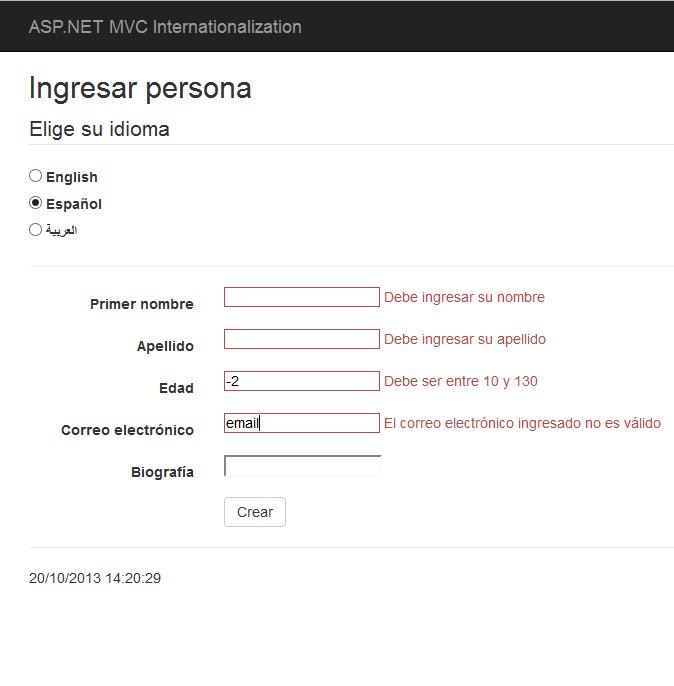 ASP.NET MVC Internationalization
Ingresar persona
Elige su idioma
English
Español
العربية
Primer nombre Debe ingresar su nombre
Apellido Debe ingresar su apellido
Edad -2 Debe ser entre 10 y 130
Correo electrónico email El correo electrónico ingresado no es válido
Biografía
Crear
20/10/2013 14:20:29